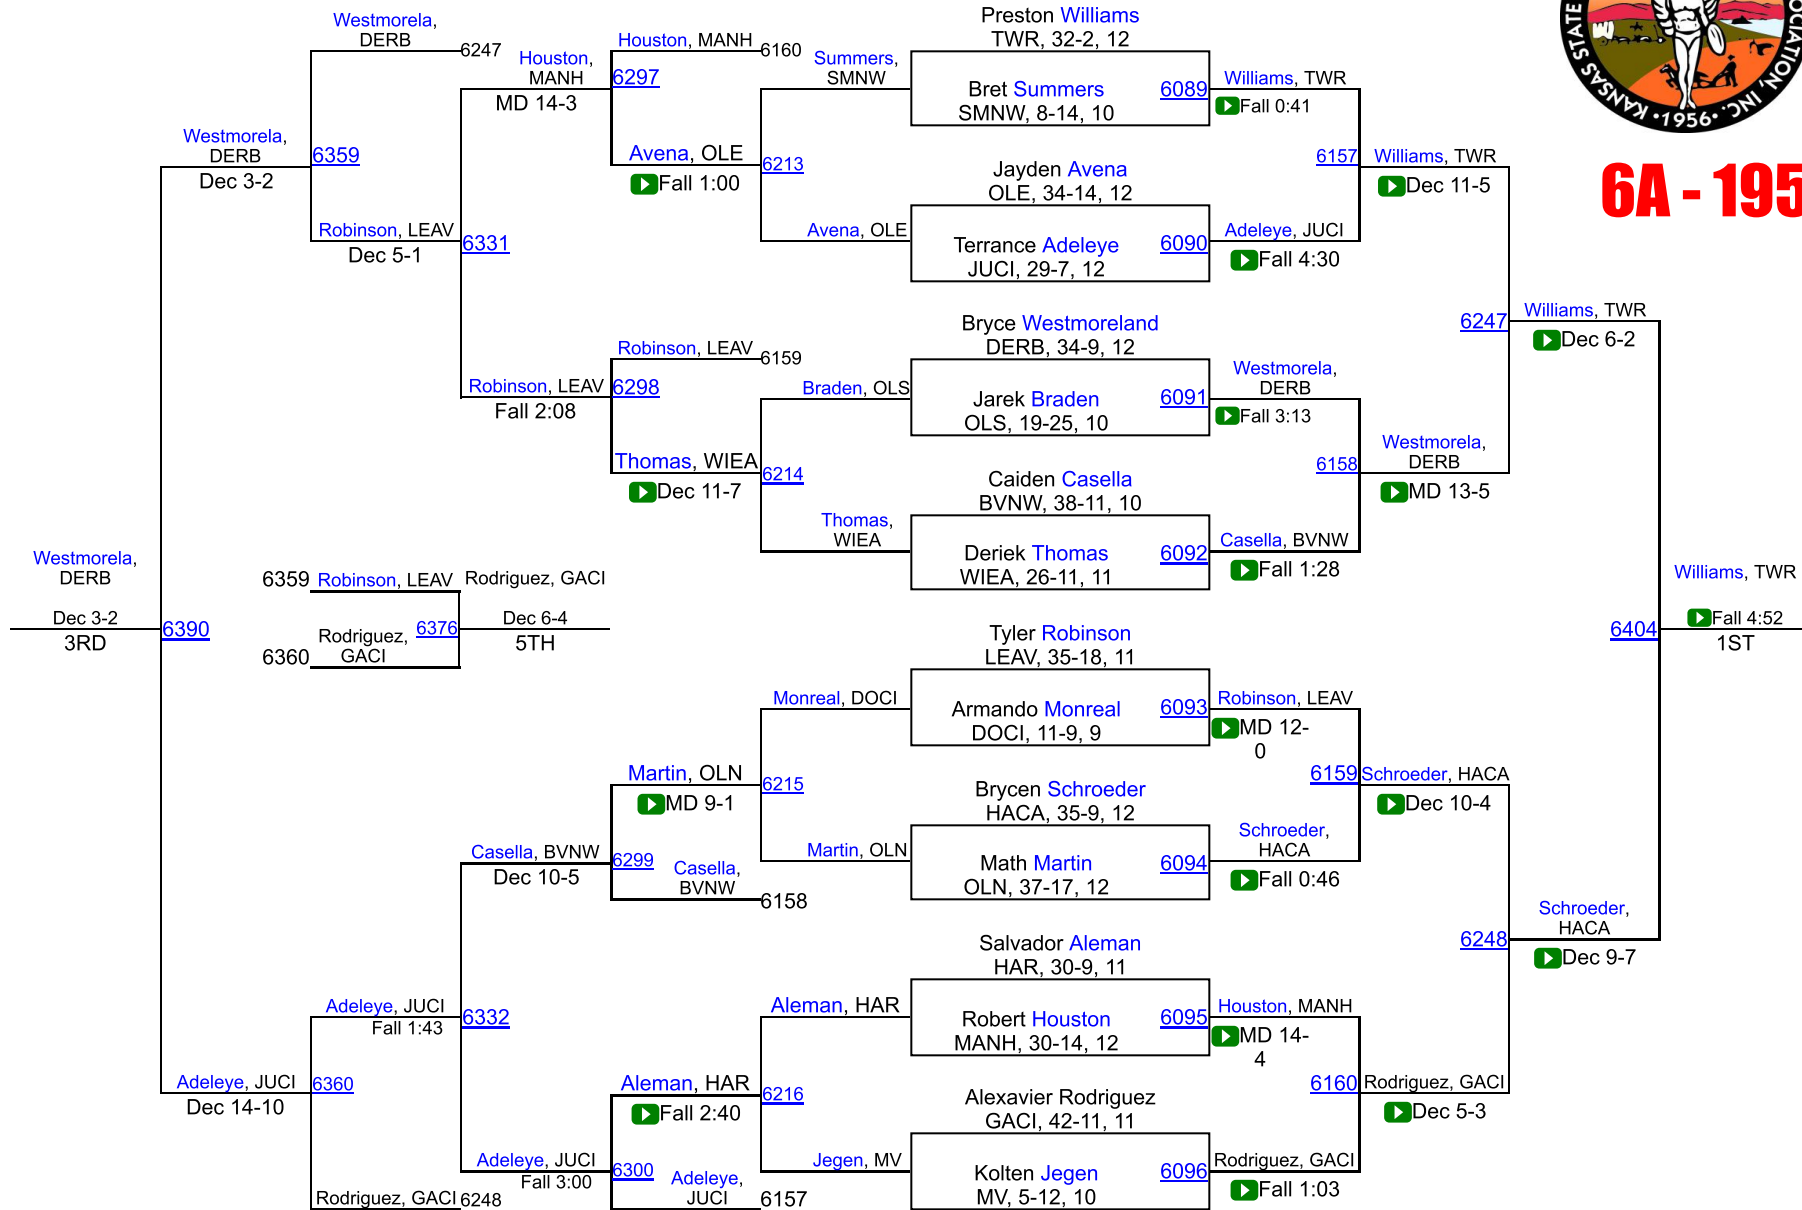 Preston Williams
TWR, 32-2, 12
Bret Summers
SMNW, 8-14, 10
Jayden Avena
OLE, 34-14, 12
Terrance Adeleye
JUCI, 29-7, 12
Bryce Westmoreland
DERB, 34-9, 12
Jarek Braden
OLS, 19-25, 10
Caiden Casella
BVNW, 38-11, 10
Deriek Thomas
WIEA, 26-11, 11
Tyler Robinson
LEAV, 35-18, 11
Armando Monreal
DOCI, 11-9, 9
Brycen Schroeder
HACA, 35-9, 12
Math Martin
OLN, 37-17, 12
Salvador Aleman
HAR, 30-9, 11
Robert Houston
MANH, 30-14, 12
Alexavier Rodriguez
GACI, 42-11, 11
Kolten Jegen
MV, 5-12, 10
6089
Williams, TWR
Fall 0:41
6090
Adeleye, JUCI
Fall 4:30
6091
Westmorela,
DERB
Fall 3:13
6092
Casella, BVNW
Fall 1:28
6093
Robinson, LEAV
MD 12-
0
6094
Schroeder,
HACA
Fall 0:46
6095
Houston, MANH
MD 14-
4
6096
Rodriguez, GACI
Fall 1:03
6157
Williams, TWR
Dec 11-5
6158
Westmorela,
DERB
MD 13-5
6159
Schroeder, HACA
Dec 10-4
6160
Rodriguez, GACI
Dec 5-3
6247
Williams, TWR
Dec 6-2
6248
Schroeder,
HACA
Dec 9-7
6404
Williams, TWR
Fall 4:52
1ST
Summers,
SMNW
Avena, OLE
6213
Braden, OLS
Thomas,
WIEA
6214
Monreal, DOCI
Martin, OLN
6215
Aleman, HAR
Jegen, MV
6216
Houston, MANH
6160
6297
Avena, OLE
Fall 1:00
Robinson, LEAV
6159
6298
Thomas, WIEA
Dec 11-7
Martin, OLN
MD 9-1
6299
Casella,
BVNW
6158
Aleman, HAR
Fall 2:40
6300
Adeleye,
JUCI
6157
Houston,
MANH
MD 14-3
6331
Robinson, LEAV
Fall 2:08
Casella, BVNW
Dec 10-5
6332
Adeleye, JUCI
Fall 3:00
Westmorela,
DERB
6247
6359
Robinson, LEAV
Dec 5-1
Adeleye, JUCI
Fall 1:43
6360
Rodriguez, GACI
6248
Westmorela,
DERB
Dec 3-2
Adeleye, JUCI
Dec 14-10
6390
Westmorela,
DERB
Dec 3-2
3RD
6359
Robinson, LEAV
6360
Rodriguez,
GACI
6376
Rodriguez, GACI
Dec 6-4
5TH
KANSAS STATE
INC.
•1956•
6A - 195